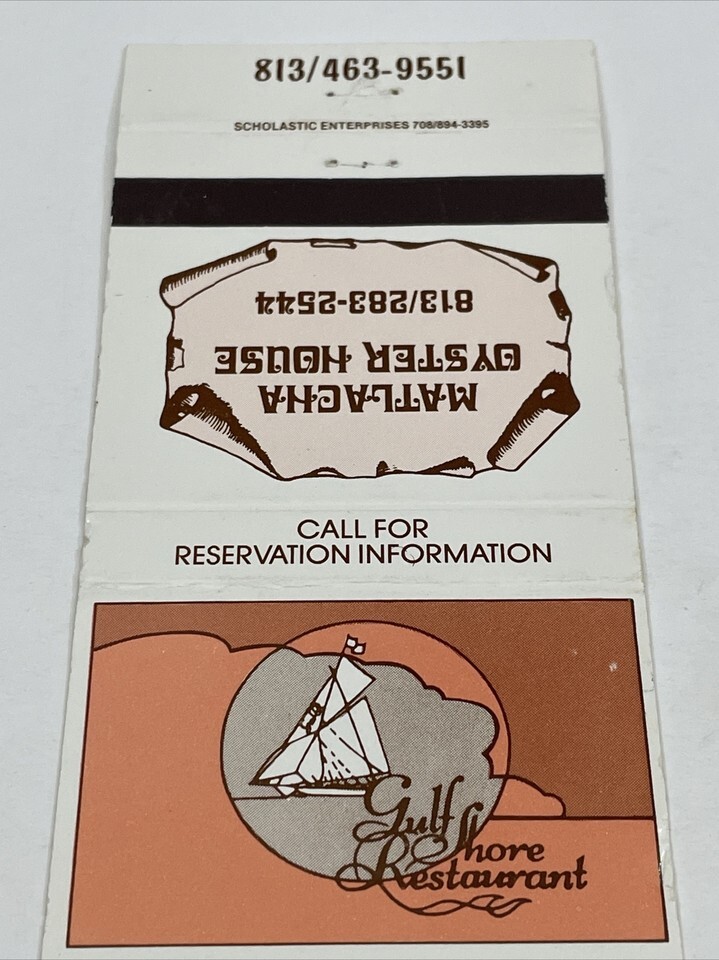 813/463-9551
SCHOLASTIC ENTERPRISES 708/894-3395
MATLACHA
OYSTER HOUSE
813/283-2544
CALL FOR
RESERVATION INFORMATION
Gulf Shore
Restaurant